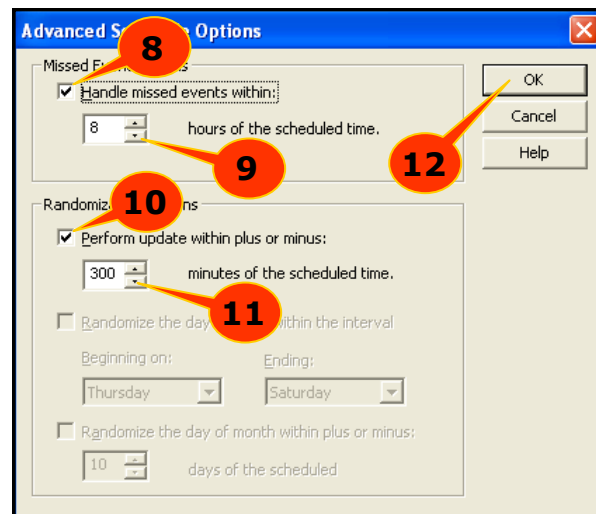 Advanced S e Options
8
Missed E
Handle missed events within:
OK
8
hours of the scheduled time.
Cancel
9
12
Help
Randomiz ns
10
Perform update within plus or minus:
300
minutes of the scheduled time.
11
Randomize the day within the interval
Beginning on:
Ending:
Thursday
Saturday
Randomize the day of month within plus or minus:
10
days of the scheduled